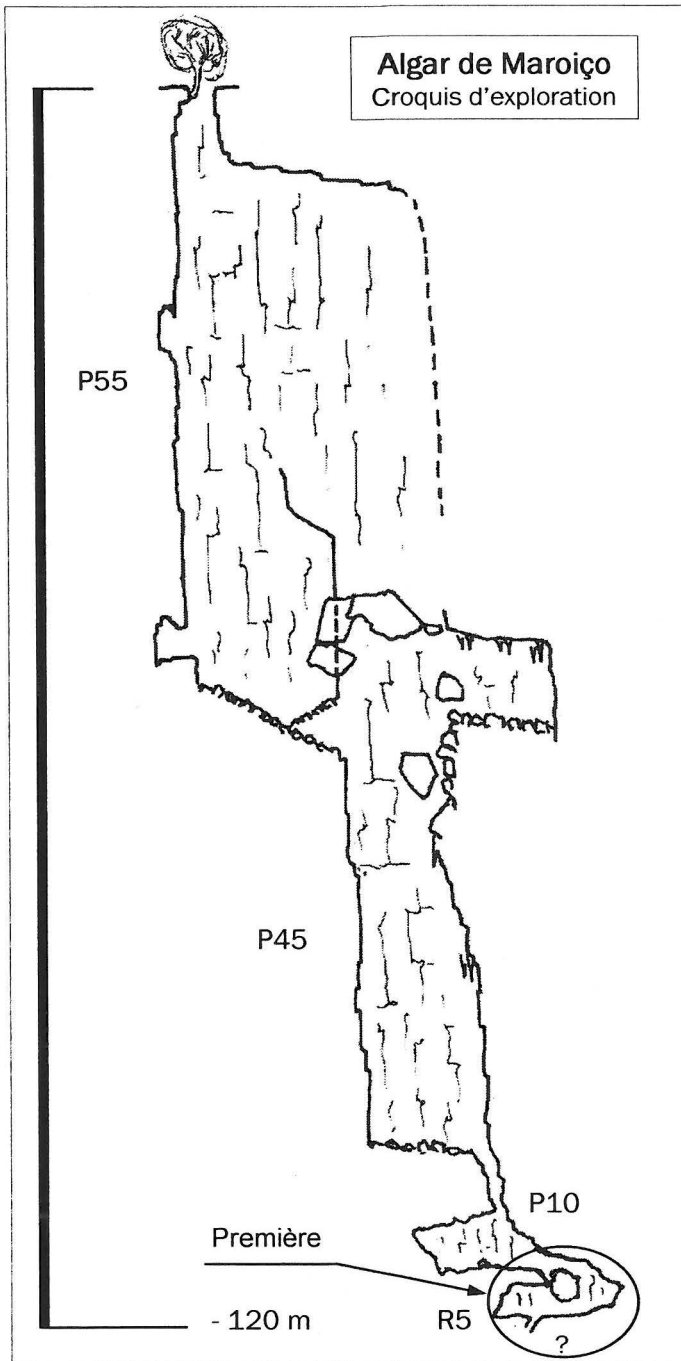 Algar de Maroiço
Croquis d'exploration
P55
P45
P10
Première
R5
- 120 m
?